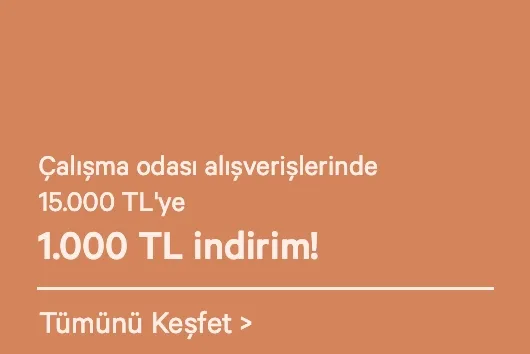 Çalışma odası alışverişlerinde
15.000 TL'ye
1.000 TL indirim!
Tümünü Keşfet >